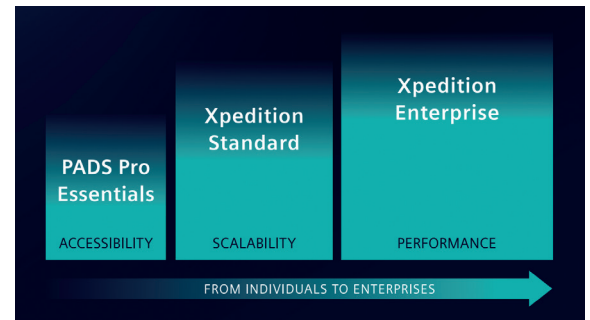 PADS Pro
Essentials
ACCESSIBILITY
Xpedition
Standard
SCALABILITY
Xpedition
Enterprise
PERFORMANCE
FROM INDIVIDUALS TO ENTERPRISES